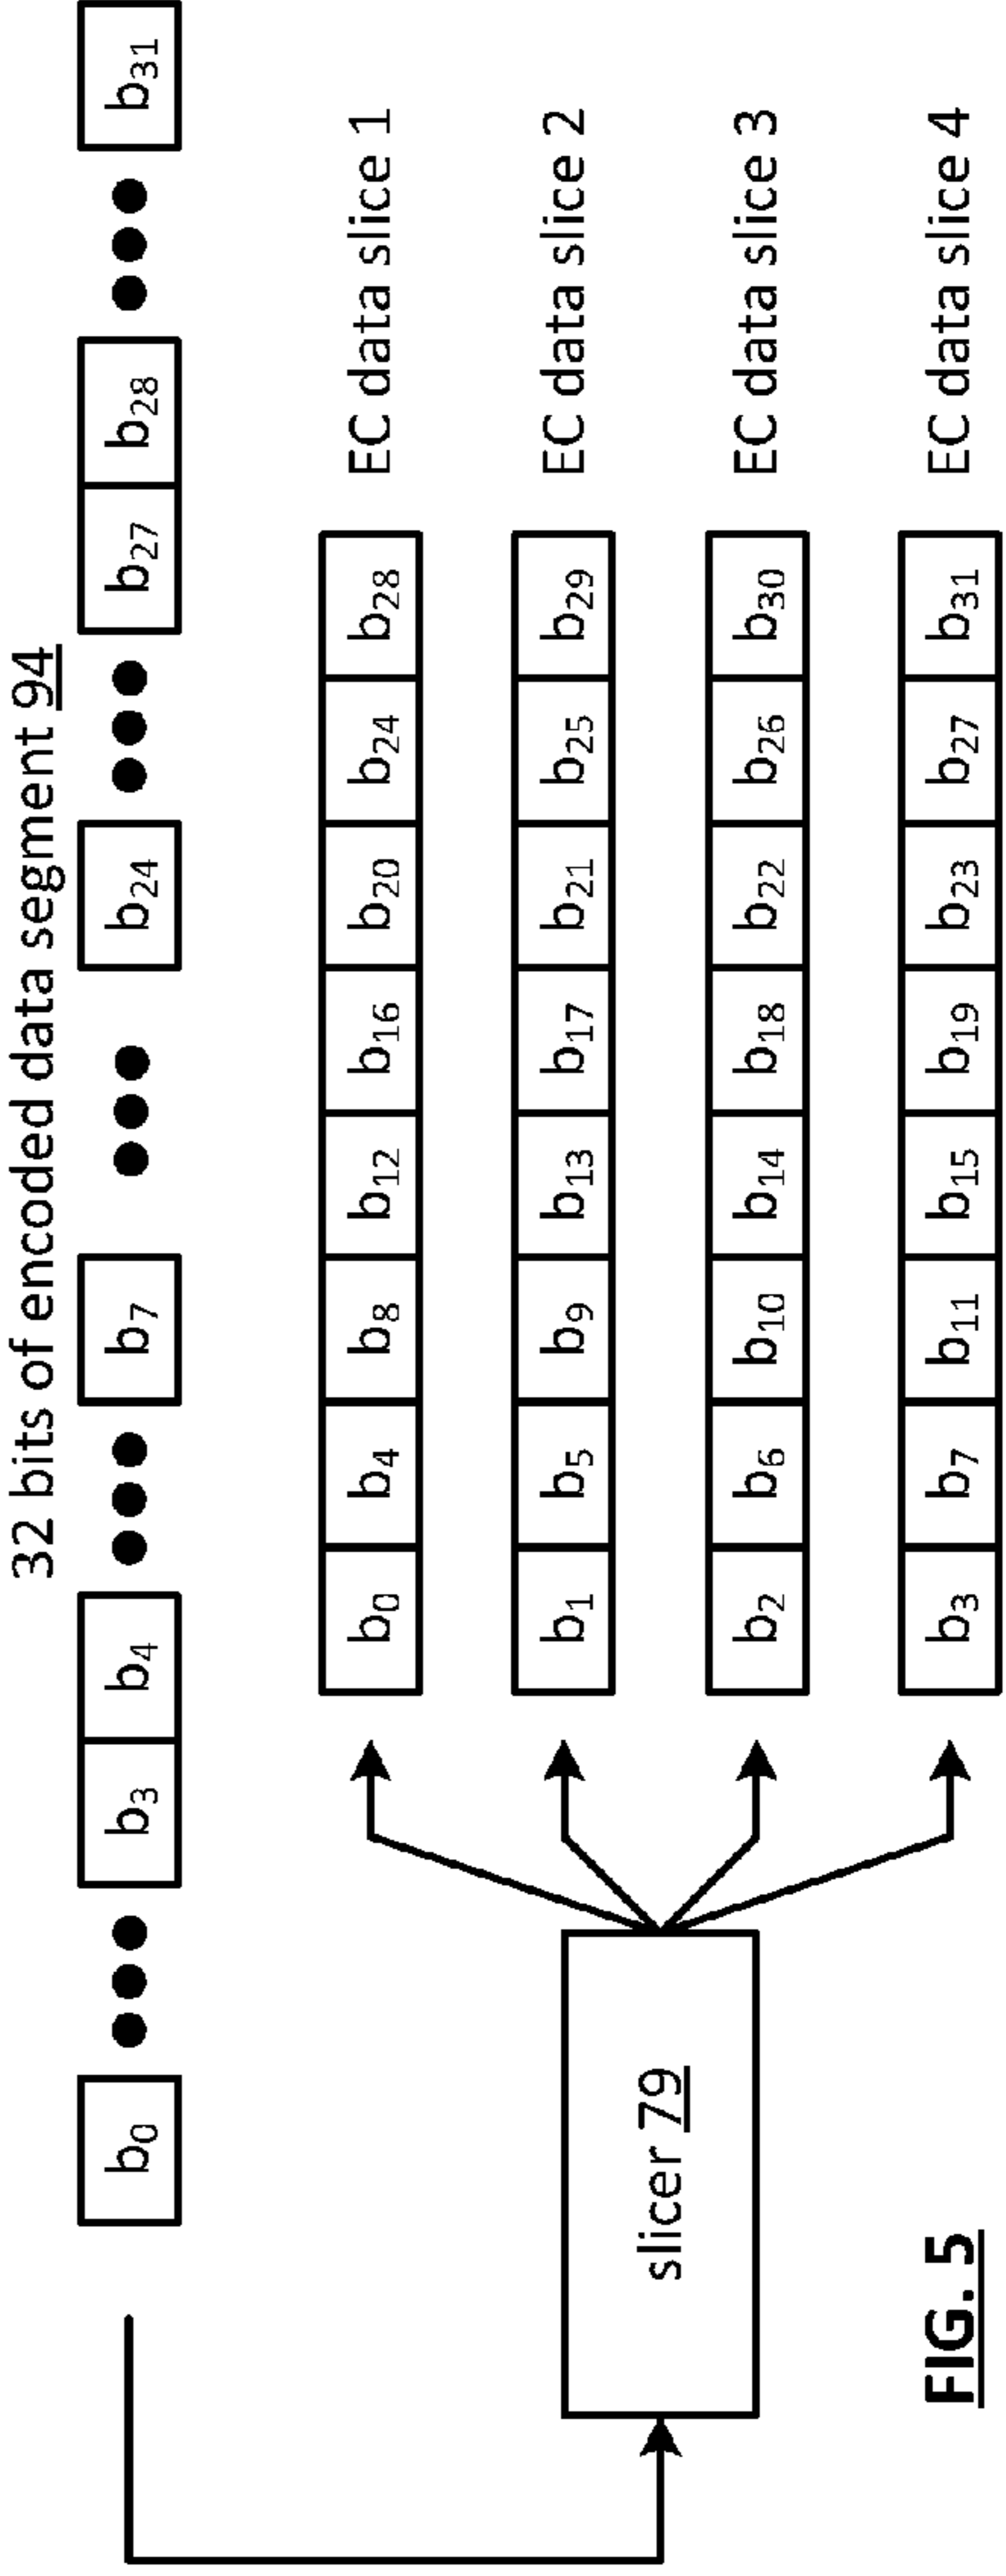 32 bits of encoded data segment 94
b0 ••• b3 b4 ••• b7 ••• b24 ••• b27 b28 ••• b31
b0 b4 b8 b12 b16 b20 b24 b28 EC data slice 1
b1 b5 b9 b13 b17 b21 b25 b29 EC data slice 2
slicer 79
b2 b6 b10 b14 b18 b22 b26 b30 EC data slice 3
b3 b7 b11 b15 b19 b23 b27 b31 EC data slice 4
FIG. 5